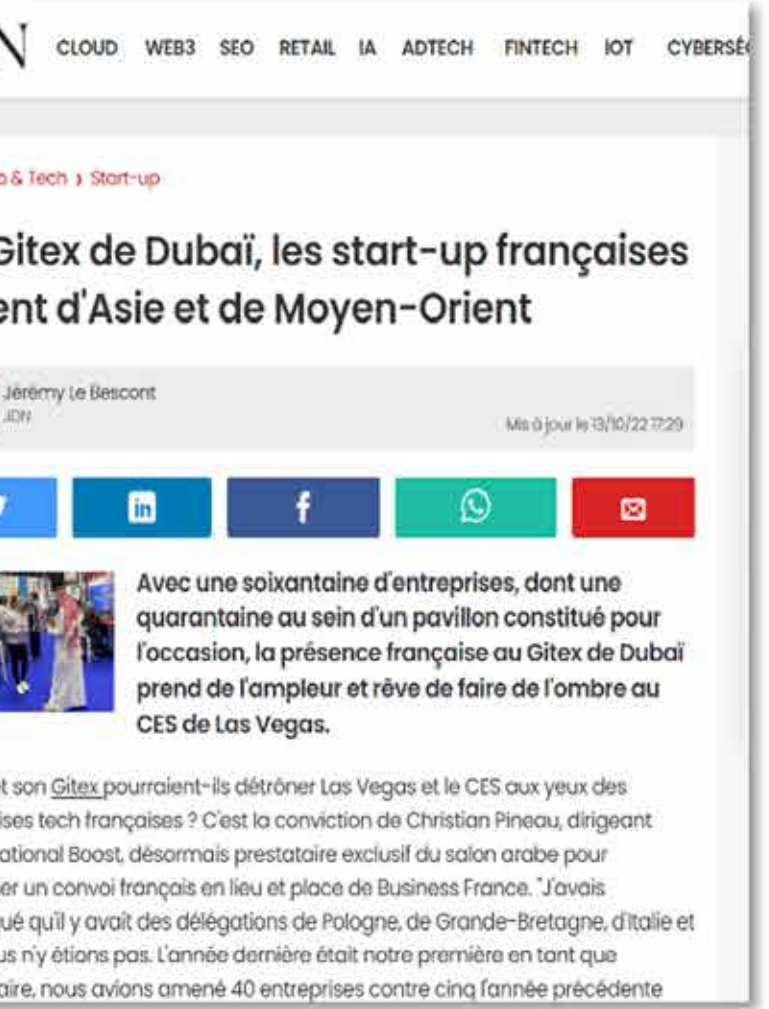 N CLOUD WEB3 SEO RETAIL IA ADTECH FINTECH IOT CYBERSÉ
& Tech › Start-up
Gitex de Dubaï, les start-up françaises
ent d'Asie et de Moyen-Orient
Jérémy Le Bescont
JDN
Mis à jour le 13/10/22 17:29
Avec une soixantaine d'entreprises, dont une
quarantaine au sein d'un pavillon constitué pour
l'occasion, la présence française au Gitex de Dubaï
prend de l'ampleur et rêve de faire de l'ombre au
CES de Las Vegas.
t son Gitex pourraient-ils détrôner Las Vegas et le CES aux yeux des
ises tech françaises ? C'est la conviction de Christian Pineau, dirigeant
ational Boost, désormais prestataire exclusif du salon arabe pour
er un convoi français en lieu et place de Business France. "J'avais
ué qu'il y avait des délégations de Pologne, de Grande-Bretagne, d'Italie et
us n'y étions pas. L'année dernière était notre première en tant que
aire, nous avions amené 40 entreprises contre cinq l'année précédente